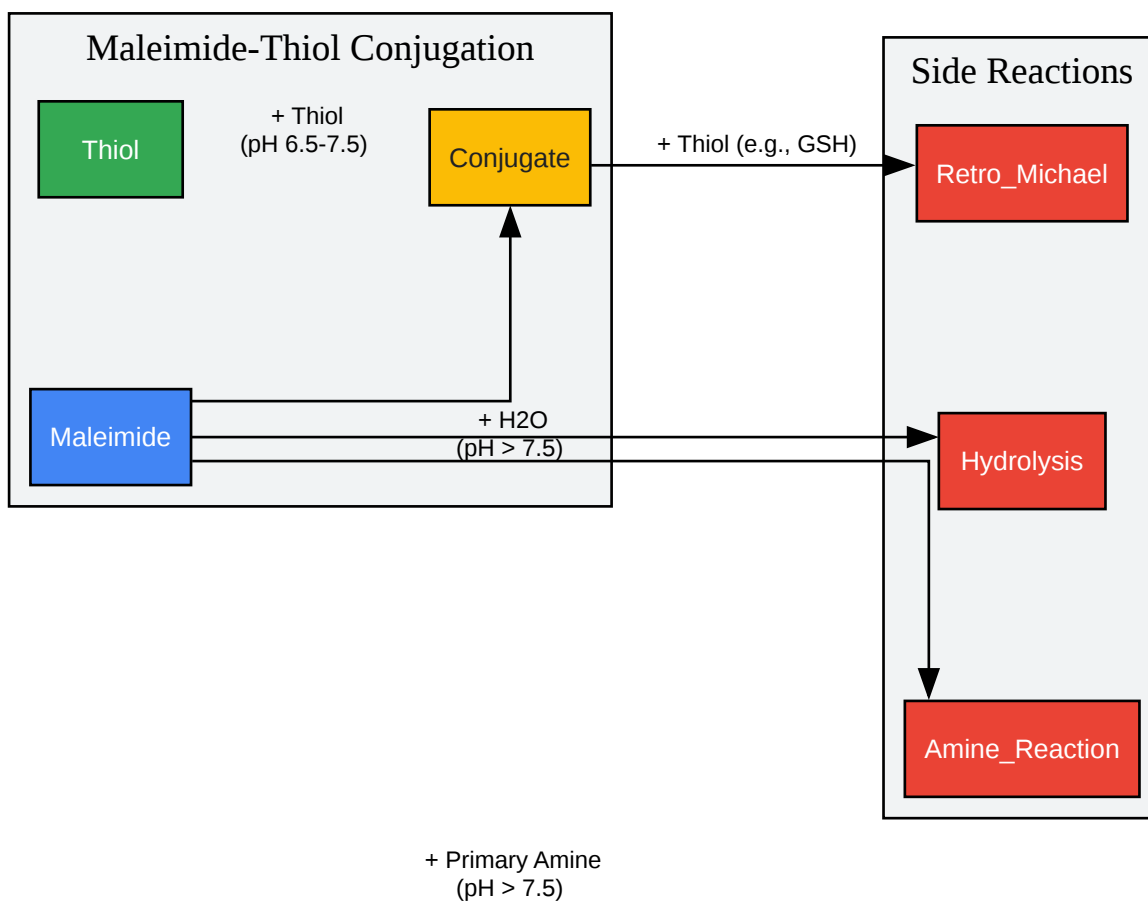 Maleimide-Thiol Conjugation
Thiol
+ Thiol
(pH 6.5-7.5)
Conjugate
+ Thiol (e.g., GSH)
Maleimide
+ H2O
(pH > 7.5)
Side Reactions
Retro_Michael
Hydrolysis
Amine_Reaction
+ Primary Amine
(pH > 7.5)